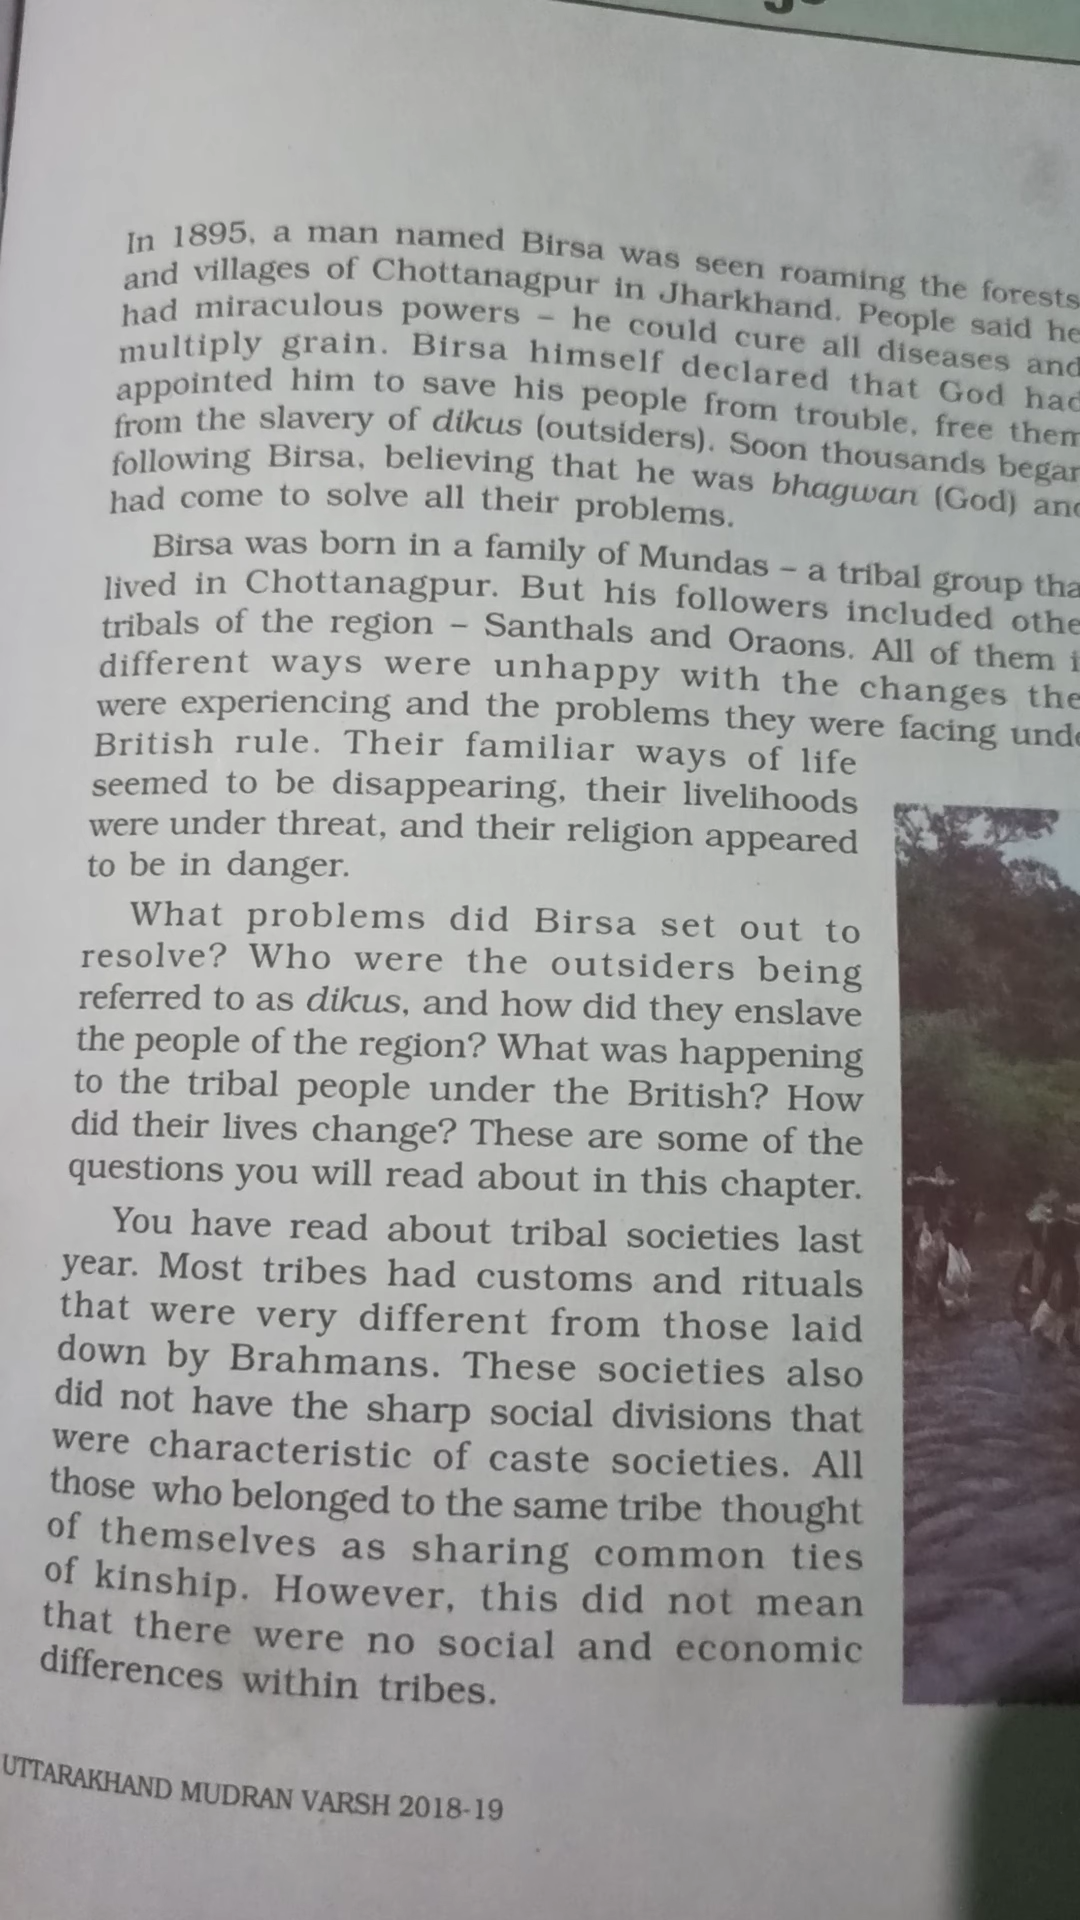 In 1895, a man named Birsa was seen roaming the forests
and villages of Chottanagpur in Jharkhand. People said he
had miraculous powers – he could cure all diseases and
multiply grain. Birsa himself declared that God had
appointed him to save his people from trouble, free them
from the slavery of dikus (outsiders). Soon thousands began
following Birsa, believing that he was bhagwan (God) and
had come to solve all their problems.
Birsa was born in a family of Mundas – a tribal group tha
lived in Chottanagpur. But his followers included othe
tribals of the region – Santhals and Oraons. All of them i
different ways were unhappy with the changes the
were experiencing and the problems they were facing unde
British rule. Their familiar ways of life
seemed to be disappearing, their livelihoods
were under threat, and their religion appeared
to be in danger.
What problems did Birsa set out to
resolve? Who were the outsiders being
referred to as dikus, and how did they enslave
the people of the region? What was happening
to the tribal people under the British? How
did their lives change? These are some of the
questions you will read about in this chapter.
You have read about tribal societies last
year. Most tribes had customs and rituals
that were very different from those laid
down by Brahmans. These societies also
did not have the sharp social divisions that
were characteristic of caste societies. All
those who belonged to the same tribe thought
of themselves as sharing common ties
of kinship. However, this did not mean
that there were no social and economic
differences within tribes.
UTTARAKHAND MUDRAN VARSH 2018-19